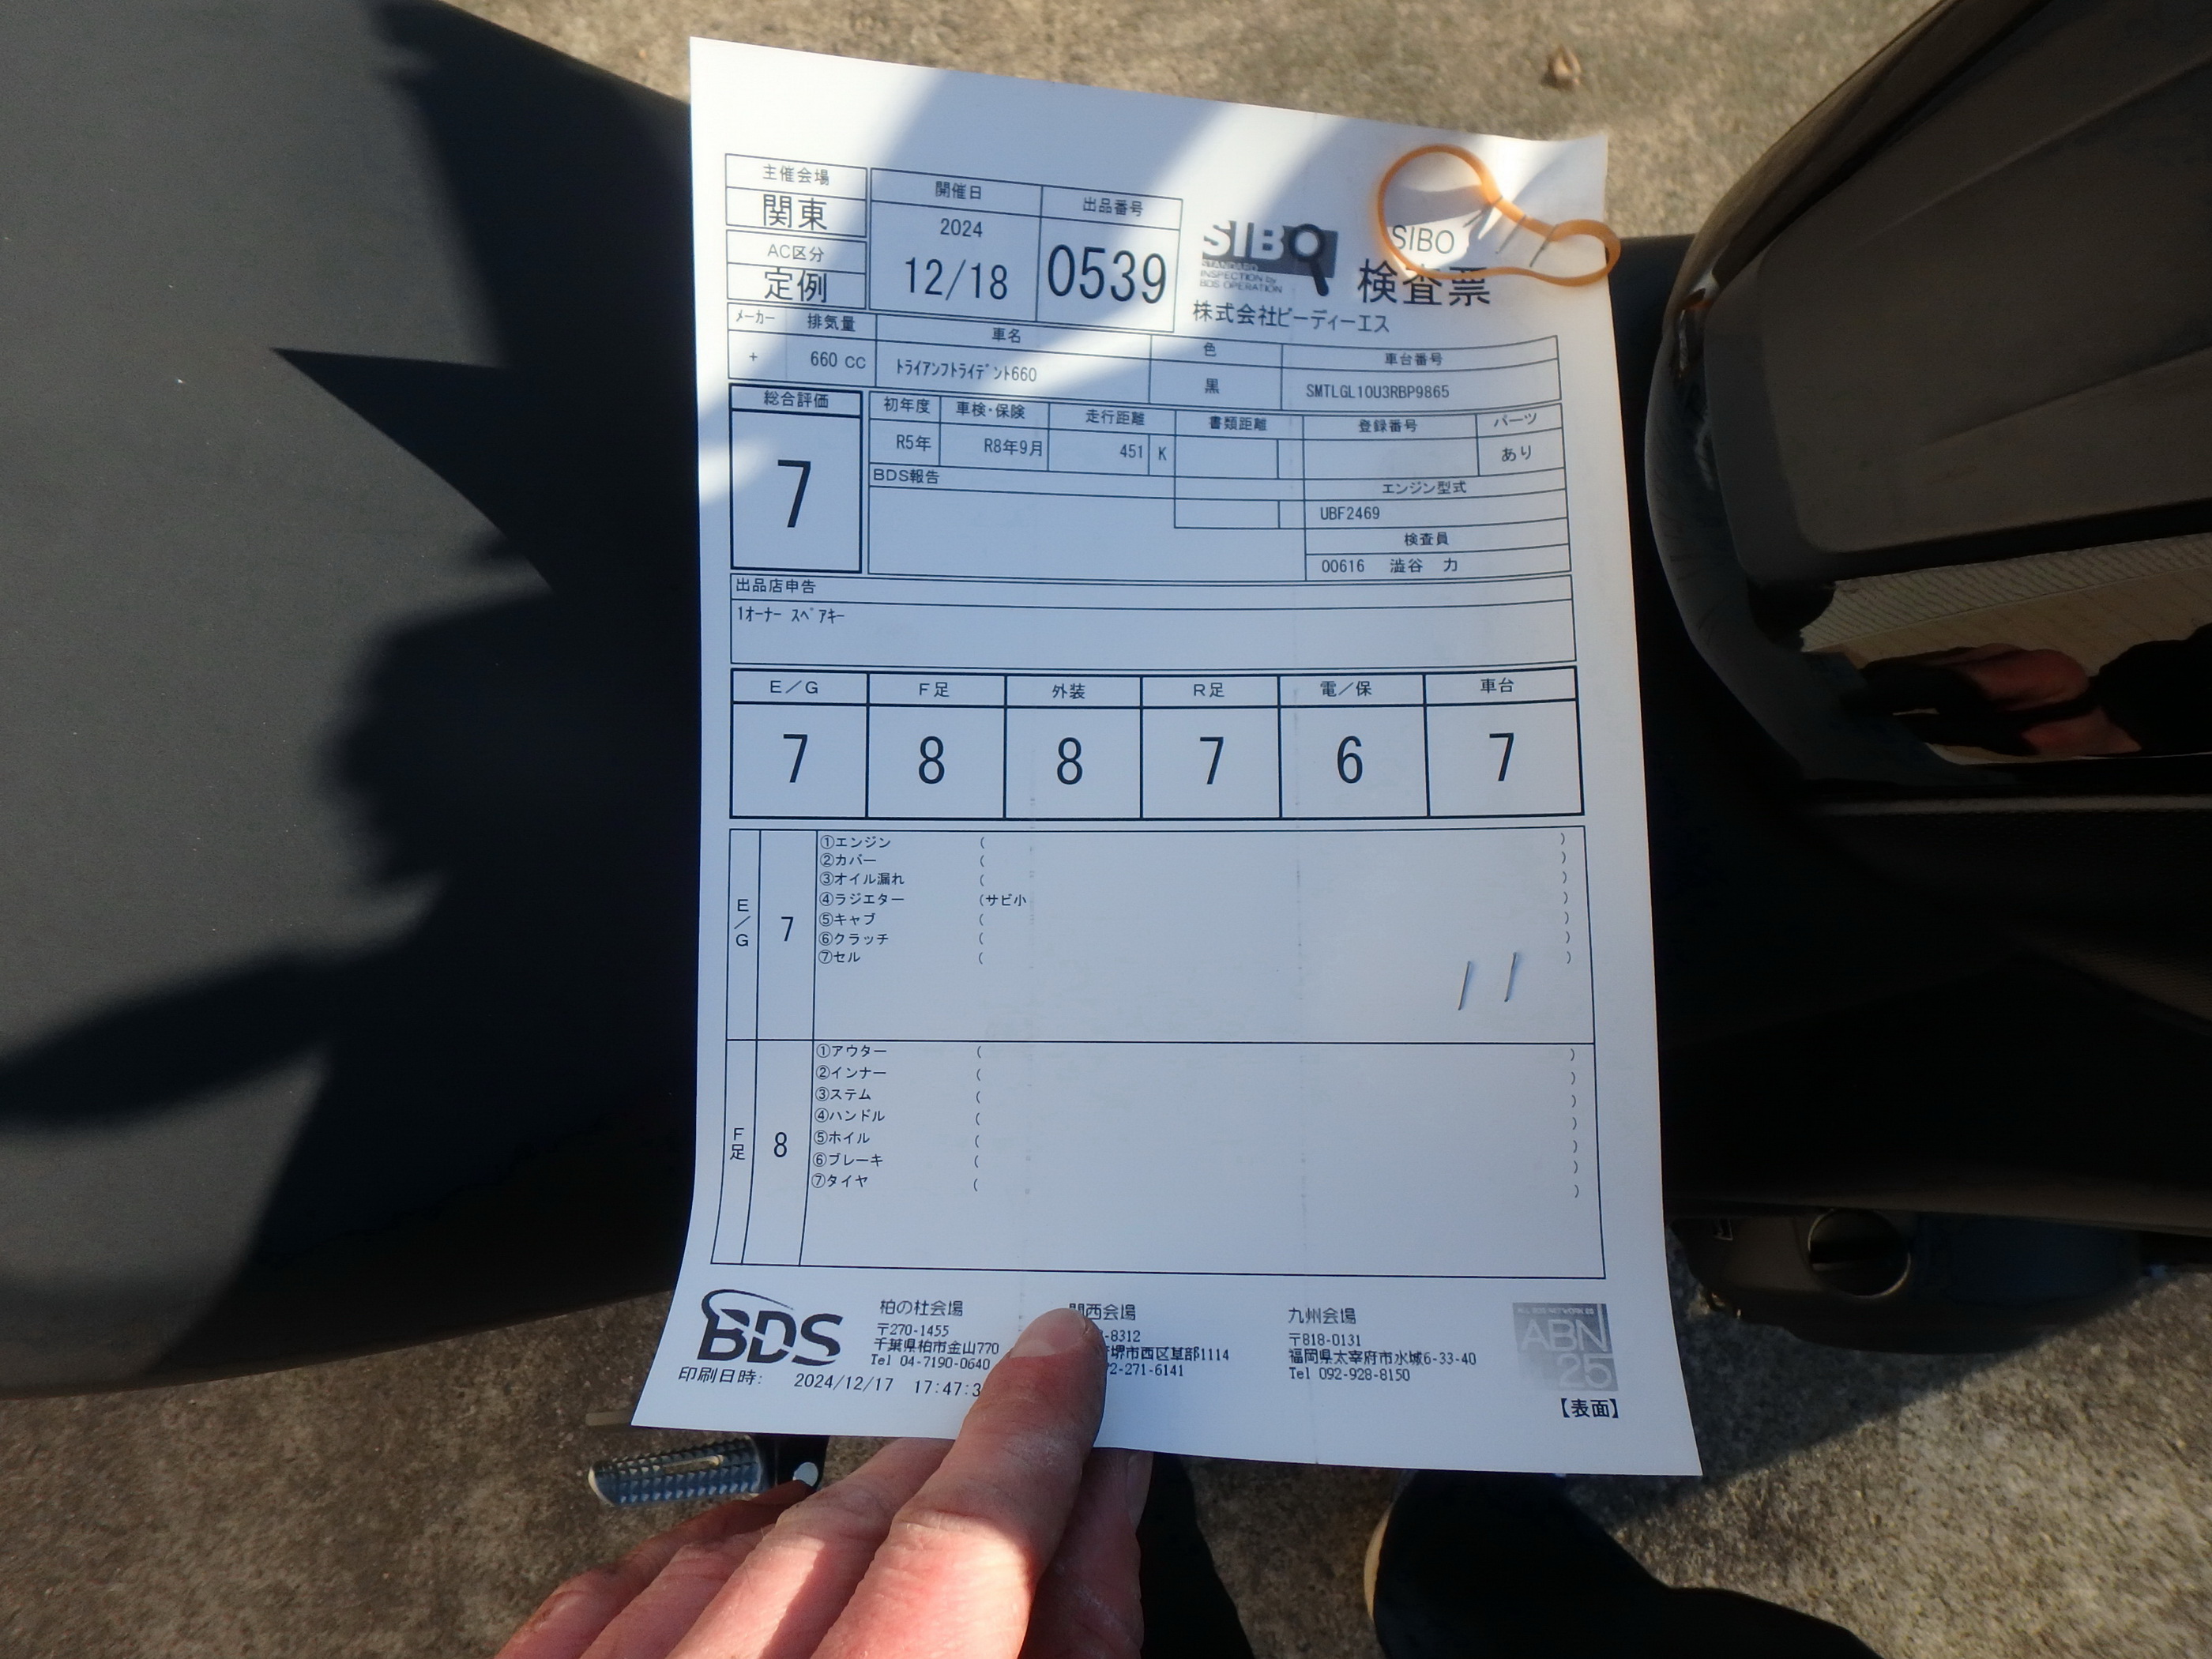 主催会場
関東
AC区分
定例
開催日
2024
12/18
出品番号
0539
SIBO
STANDARD
INSPECTION by
BDS OPERATION
SIBO
検査票
株式会社ビーディーエス
メーカー 排気量 車名 色 車台番号
+ 660 CC トライアンフトライデント660 黒 SMTLGL10U3RBP9865
総合評価
7
初年度 車検・保険 走行距離 書類距離 登録番号 パーツ
R5年 R8年9月 451 K あり
BDS報告
エンジン型式
UBF2469
検査員
00616 澁谷 力
出品店申告
1オーナー スペアキー
E/G F足 外装 R足 電/保 車台
7 8 8 7 6 7
E/G 7
①エンジン ( )
②カバー ( )
③オイル漏れ ( )
④ラジエター (サビ小 )
⑤キャブ ( )
⑥クラッチ ( )
⑦セル ( )
F足 8
①アウター ( )
②インナー ( )
③ステム ( )
④ハンドル ( )
⑤ホイル ( )
⑥ブレーキ ( )
⑦タイヤ ( )
BDS
柏の杜会場
〒270-1455
千葉県柏市金山770
Tel 04-7190-0640
関西会場
-8312
堺市西区草部1114
2-271-6141
九州会場
〒818-0131
福岡県太宰府市水城6-33-40
Tel 092-928-8150
ABN
25
印刷日時: 2024/12/17 17:47:3
【表面】